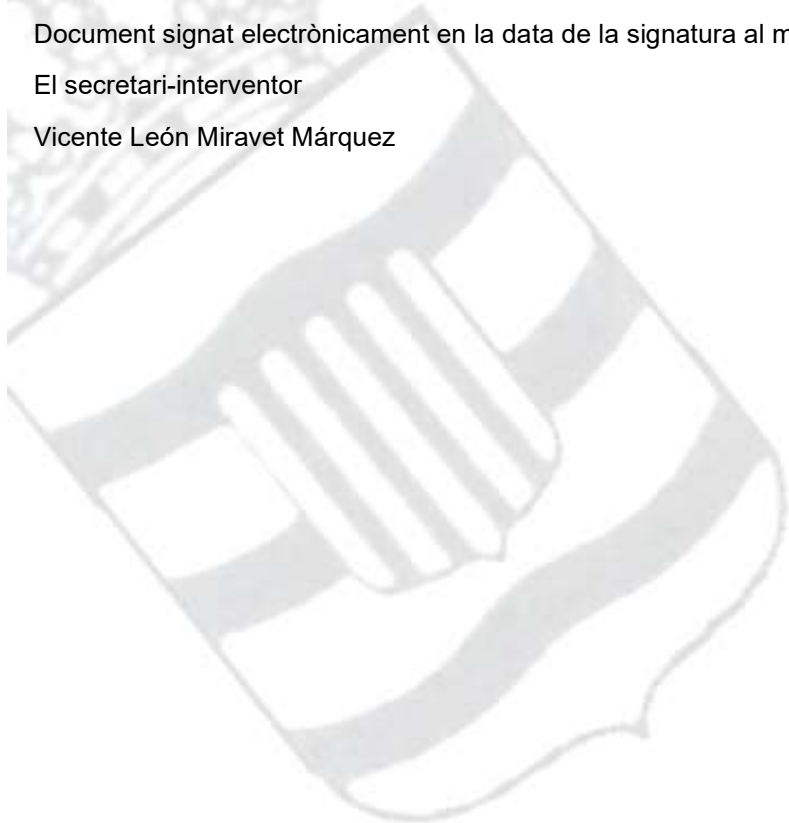 Document signat electrònicament en la data de la signatura al
El secretari-interventor
Vicente León Miravet Márquez